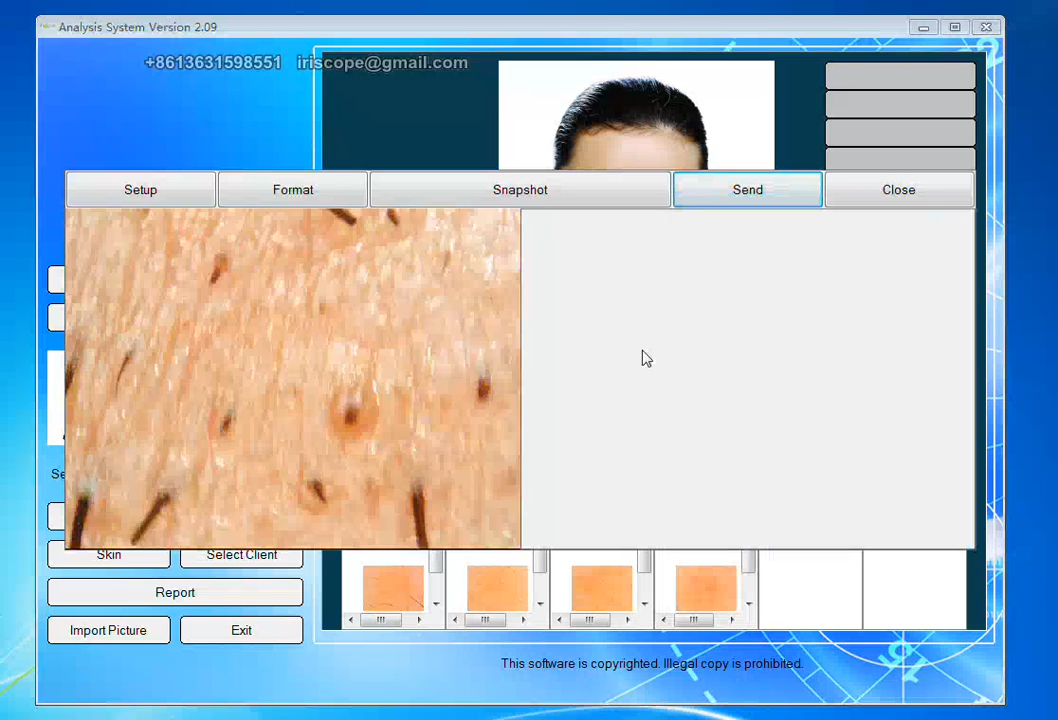 Analysis System Version 2.09
+8613631598551 iriscope@gmail.com
Setup Format Snapshot Send Close
Se
Skin Select Client
Report
Import Picture Exit
This software is copyrighted. Illegal copy is prohibited.